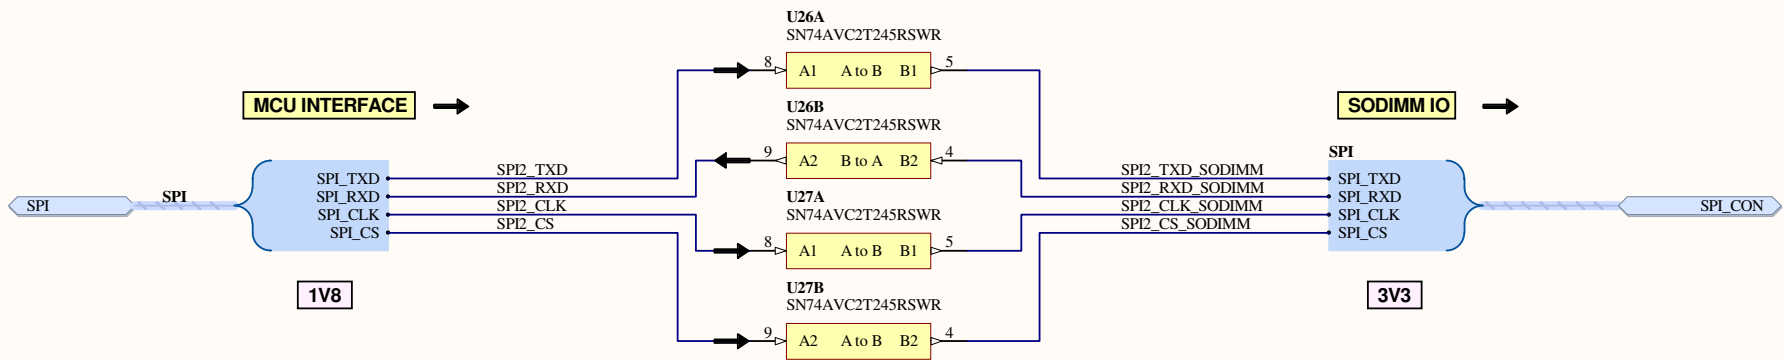 U26A
SN74AVC2T245RSWR
8 A1 A to B B1 5
MCU INTERFACE
SODIMM IO
U26B
SN74AVC2T245RSWR
9 A2 B to A B2 4
SPI
SPI_TXD
SPI_RXD
SPI_CLK
SPI_CS
SPI
SPI2_TXD
SPI2_RXD
SPI2_CLK
SPI2_CS
U27A
SN74AVC2T245RSWR
8 A1 A to B B1 5
SPI2_TXD_SODIMM
SPI2_RXD_SODIMM
SPI2_CLK_SODIMM
SPI2_CS_SODIMM
SPI
SPI_TXD
SPI_RXD
SPI_CLK
SPI_CS
SPI_CON
1V8
U27B
SN74AVC2T245RSWR
9 A2 A to B B2 4
3V3